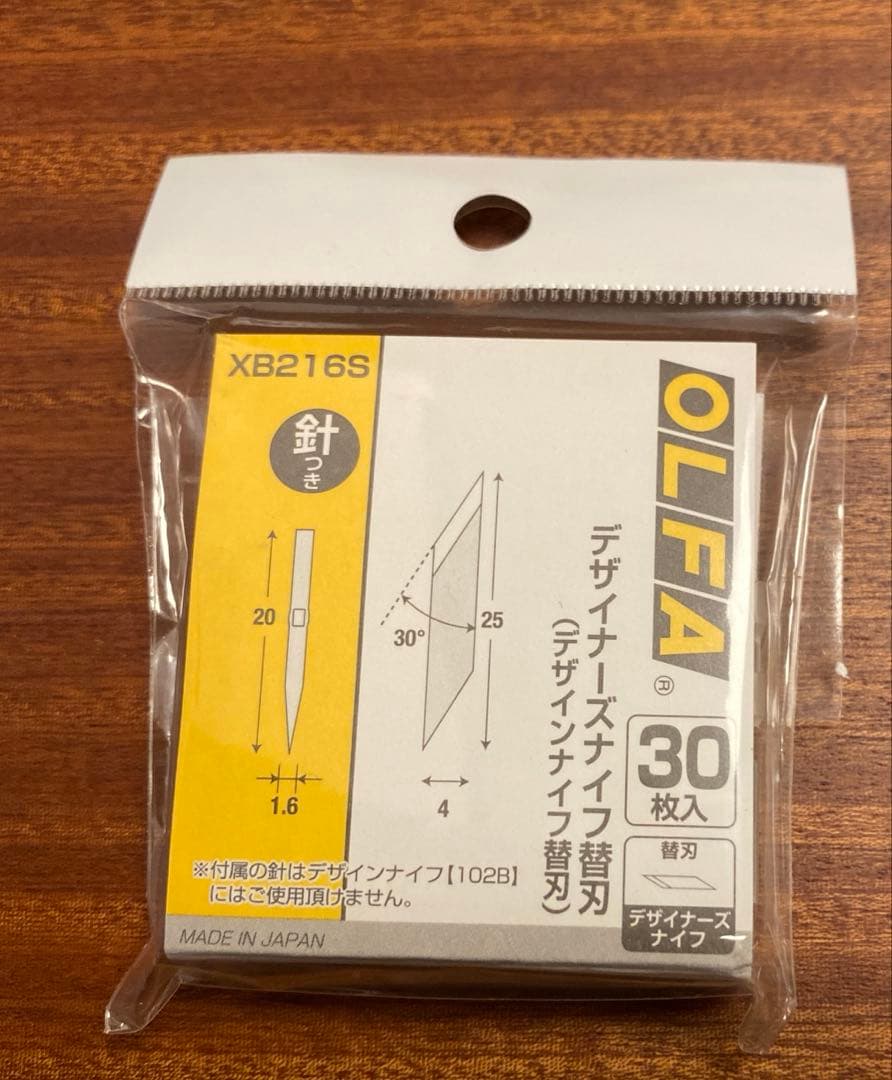 XB216S
針
つき
20
1.6
30°
25
4
OLFA®
デザイナーズナイフ替刃
(デザインナイフ替刃)
30
枚入
替刃
デザイナーズ
ナイフ
※付属の針はデザインナイフ【102B】
にはご使用頂けません。
MADE IN JAPAN